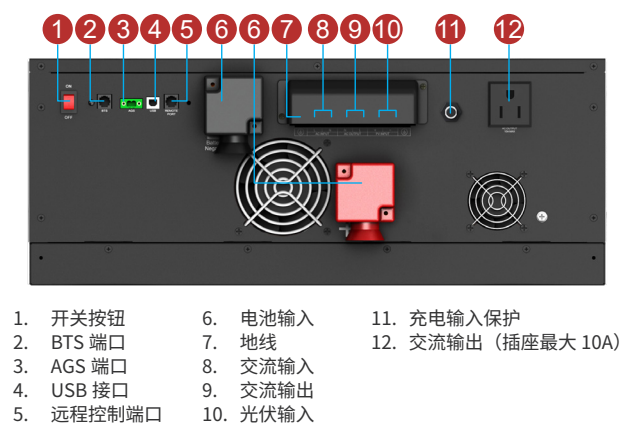 1 2 3 4 5 6 6 7 8 9 10 11 12
ON
OFF
BTS
AGS
USB
REMOTE
PORT
1. 开关按钮
2. BTS 端口
3. AGS 端口
4. USB 接口
5. 远程控制端口
6. 电池输入
7. 地线
8. 交流输入
9. 交流输出
10. 光伏输入
11. 充电输入保护
12. 交流输出（插座最大 10A）